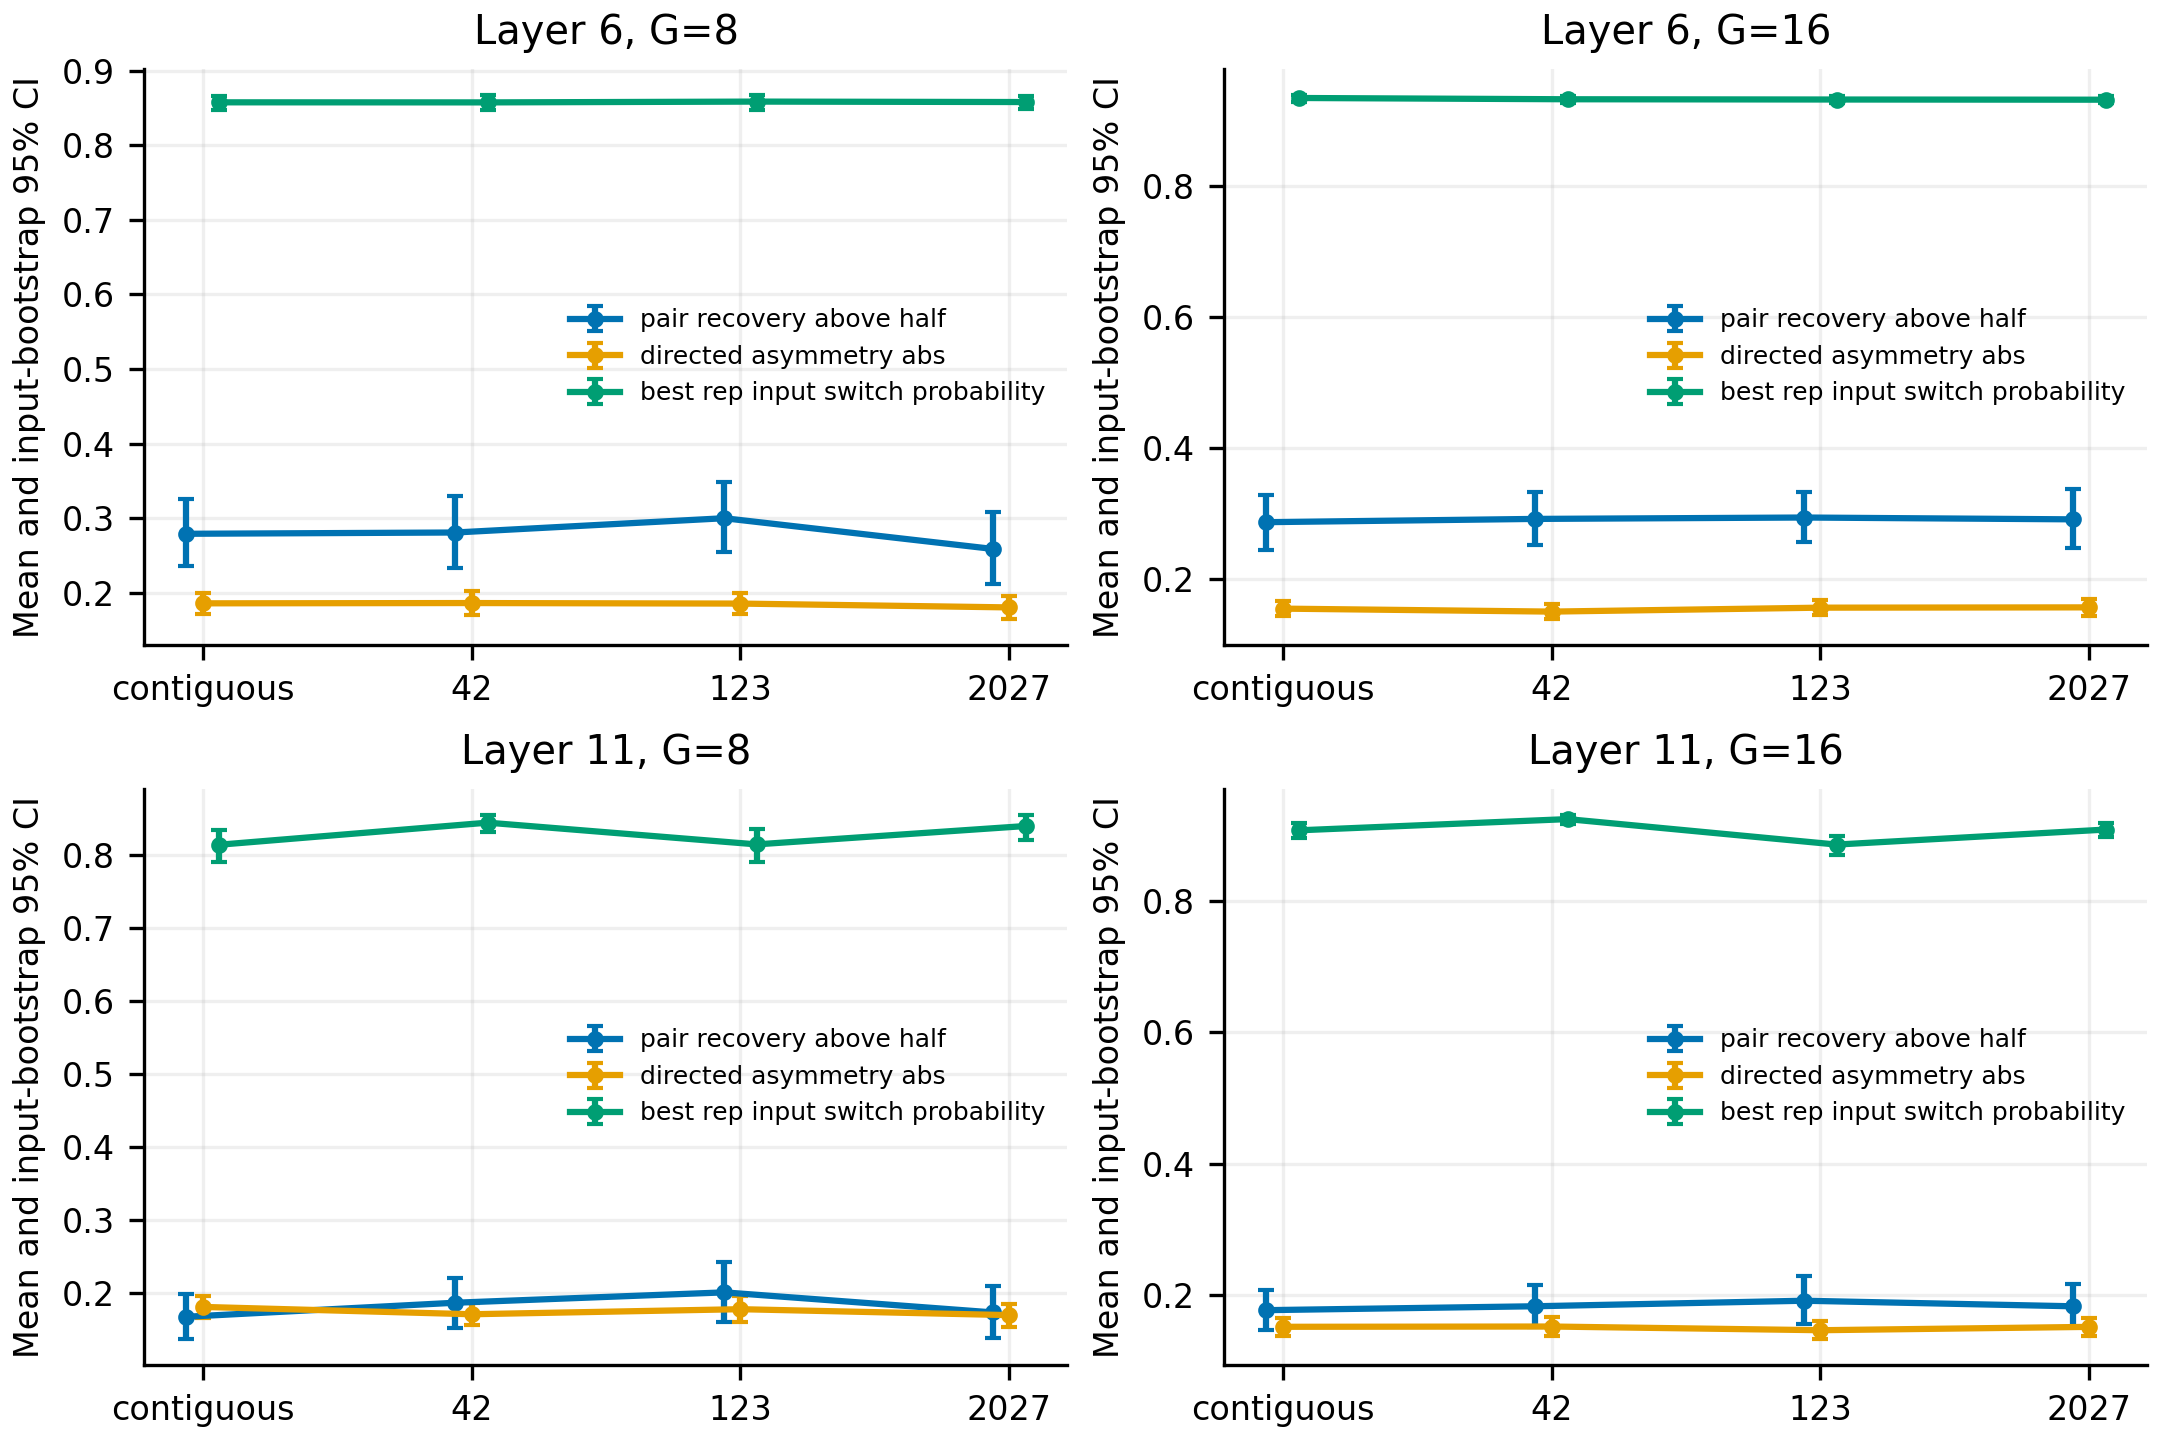 Layer 6, G=8
Mean and input-bootstrap 95% CI
0.9
0.8
0.7
0.6
0.5
0.4
0.3
0.2
pair recovery above half
directed asymmetry abs
best rep input switch probability
contiguous 42 123 2027
Layer 6, G=16
Mean and input-bootstrap 95% CI
0.8
0.6
0.4
0.2
pair recovery above half
directed asymmetry abs
best rep input switch probability
contiguous 42 123 2027
Layer 11, G=8
Mean and input-bootstrap 95% CI
0.8
0.7
0.6
0.5
0.4
0.3
0.2
pair recovery above half
directed asymmetry abs
best rep input switch probability
contiguous 42 123 2027
Layer 11, G=16
Mean and input-bootstrap 95% CI
0.8
0.6
0.4
0.2
pair recovery above half
directed asymmetry abs
best rep input switch probability
contiguous 42 123 2027